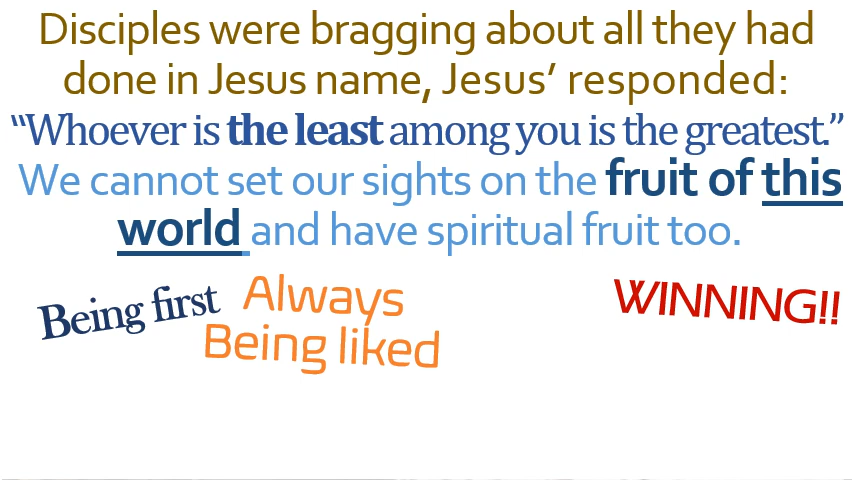 Disciples were bragging about all they had
done in Jesus name, Jesus’ responded:
“Whoever is the least among you is the greatest.”
We cannot set our sights on the fruit of this
world and have spiritual fruit too.
Being first
Always
Being liked
WINNING!!